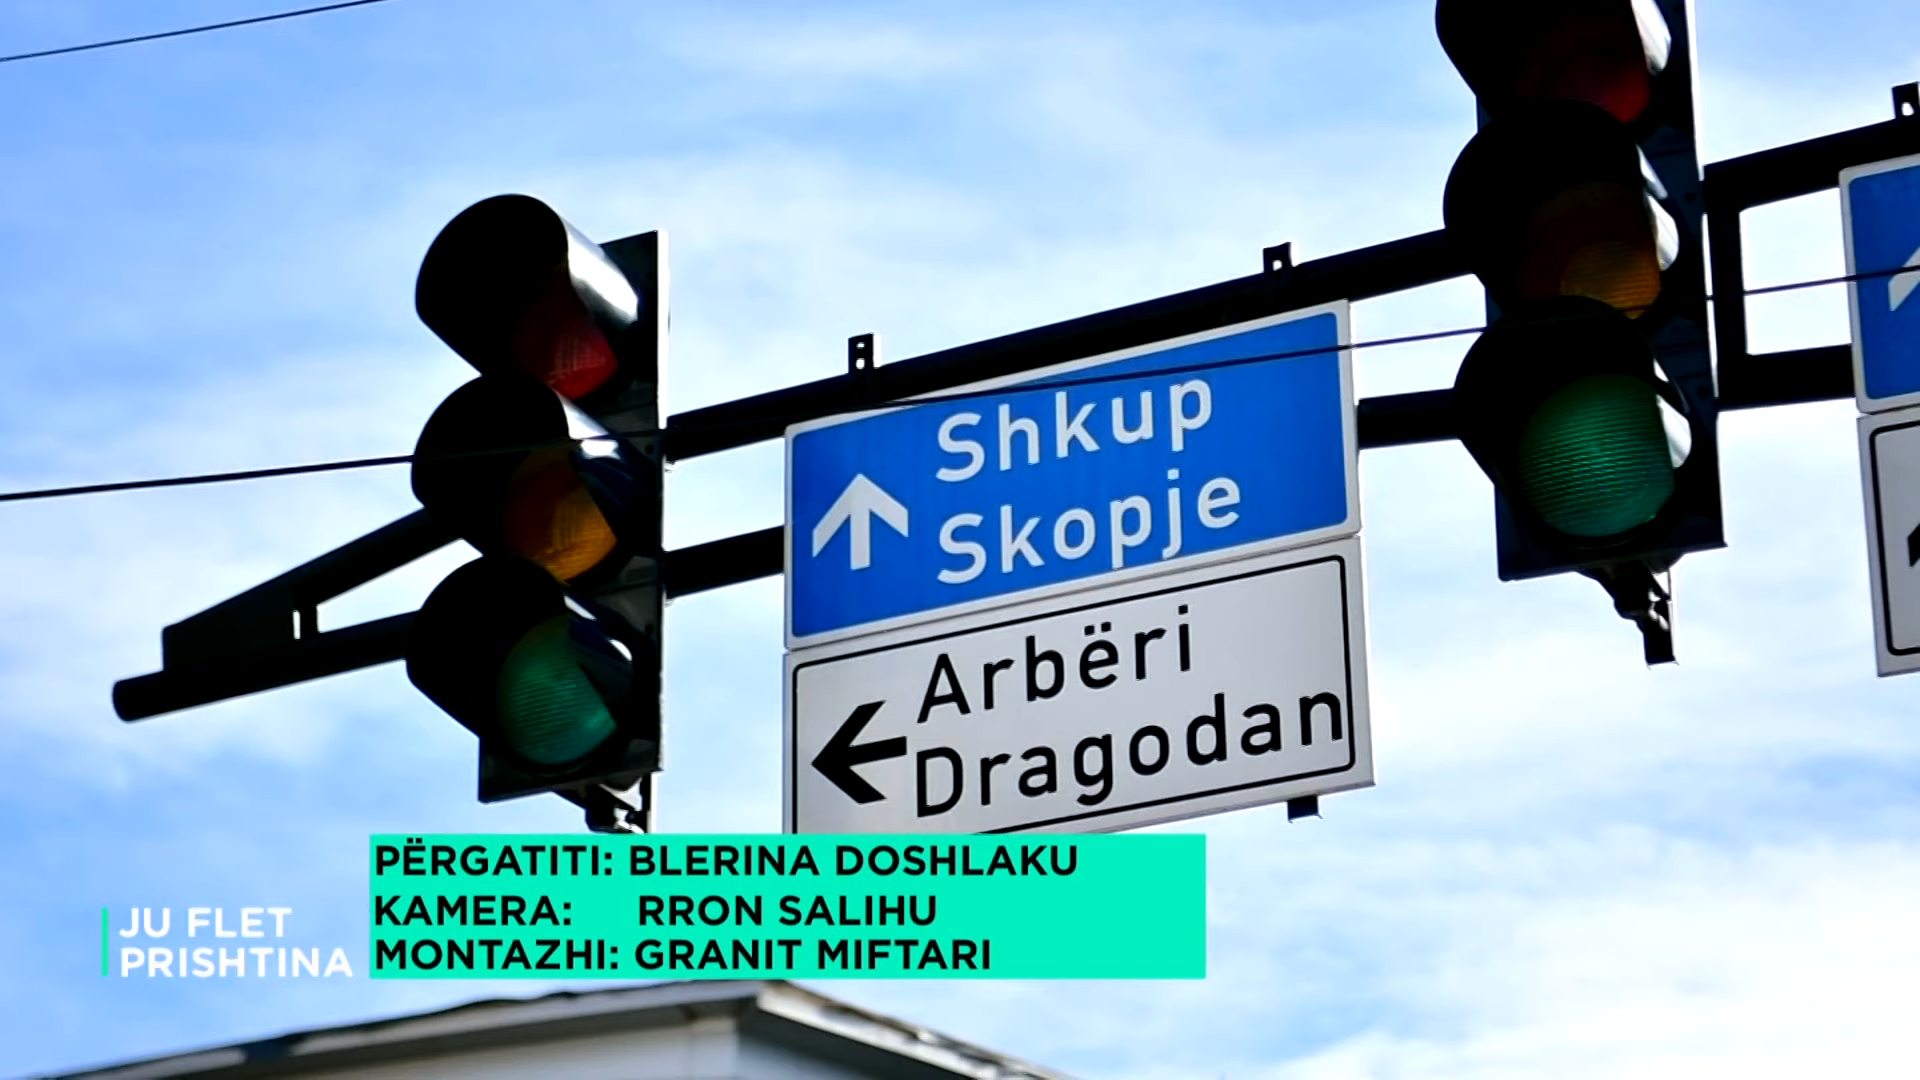 Shkup
Skopje
Arbëri
Dragodan
PËRGATITI: BLERINA DOSHLAKU
KAMERA: RRON SALIHU
MONTAZHI: GRANIT MIFTARI
JU FLET
PRISHTINA